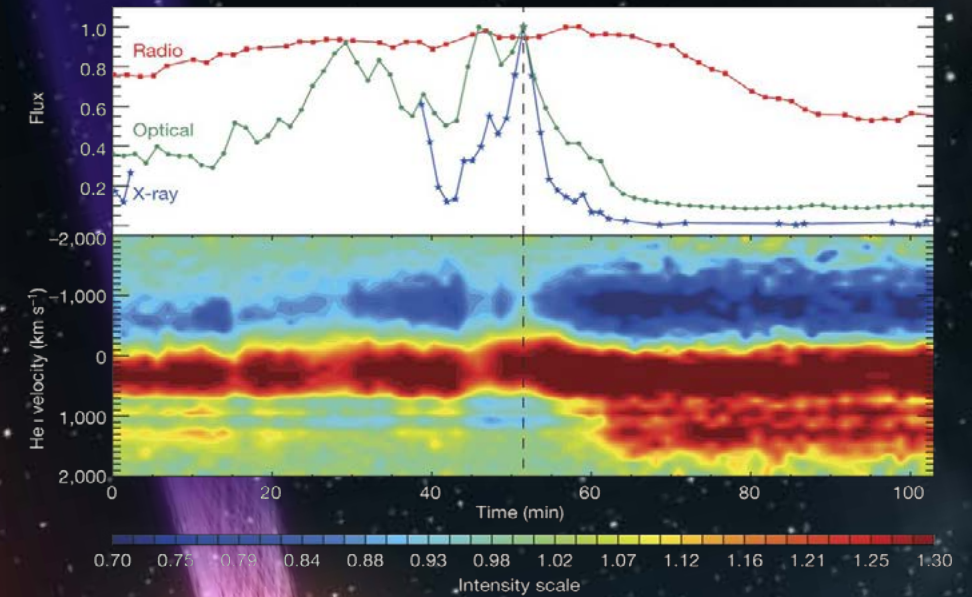 1.0
Radio
0.8
Flux
0.6
Optical
0.4
0.2
X-ray
–2,000
–1,000
He I velocity (km s⁻¹)
0
1,000
2,000
0 20 40 60 80 100
Time (min)
0.70 0.75 0.79 0.84 0.88 0.93 0.98 1.02 1.07 1.12 1.16 1.21 1.25 1.30
Intensity scale